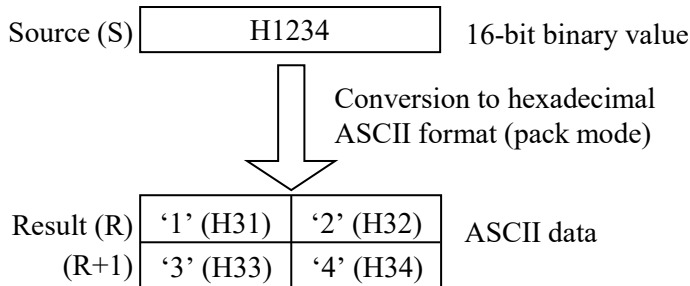 Source (S) H1234 16-bit binary value
Conversion to hexadecimal
ASCII format (pack mode)
Result (R) ‘1’ (H31) ‘2’ (H32) ASCII data
(R+1) ‘3’ (H33) ‘4’ (H34)